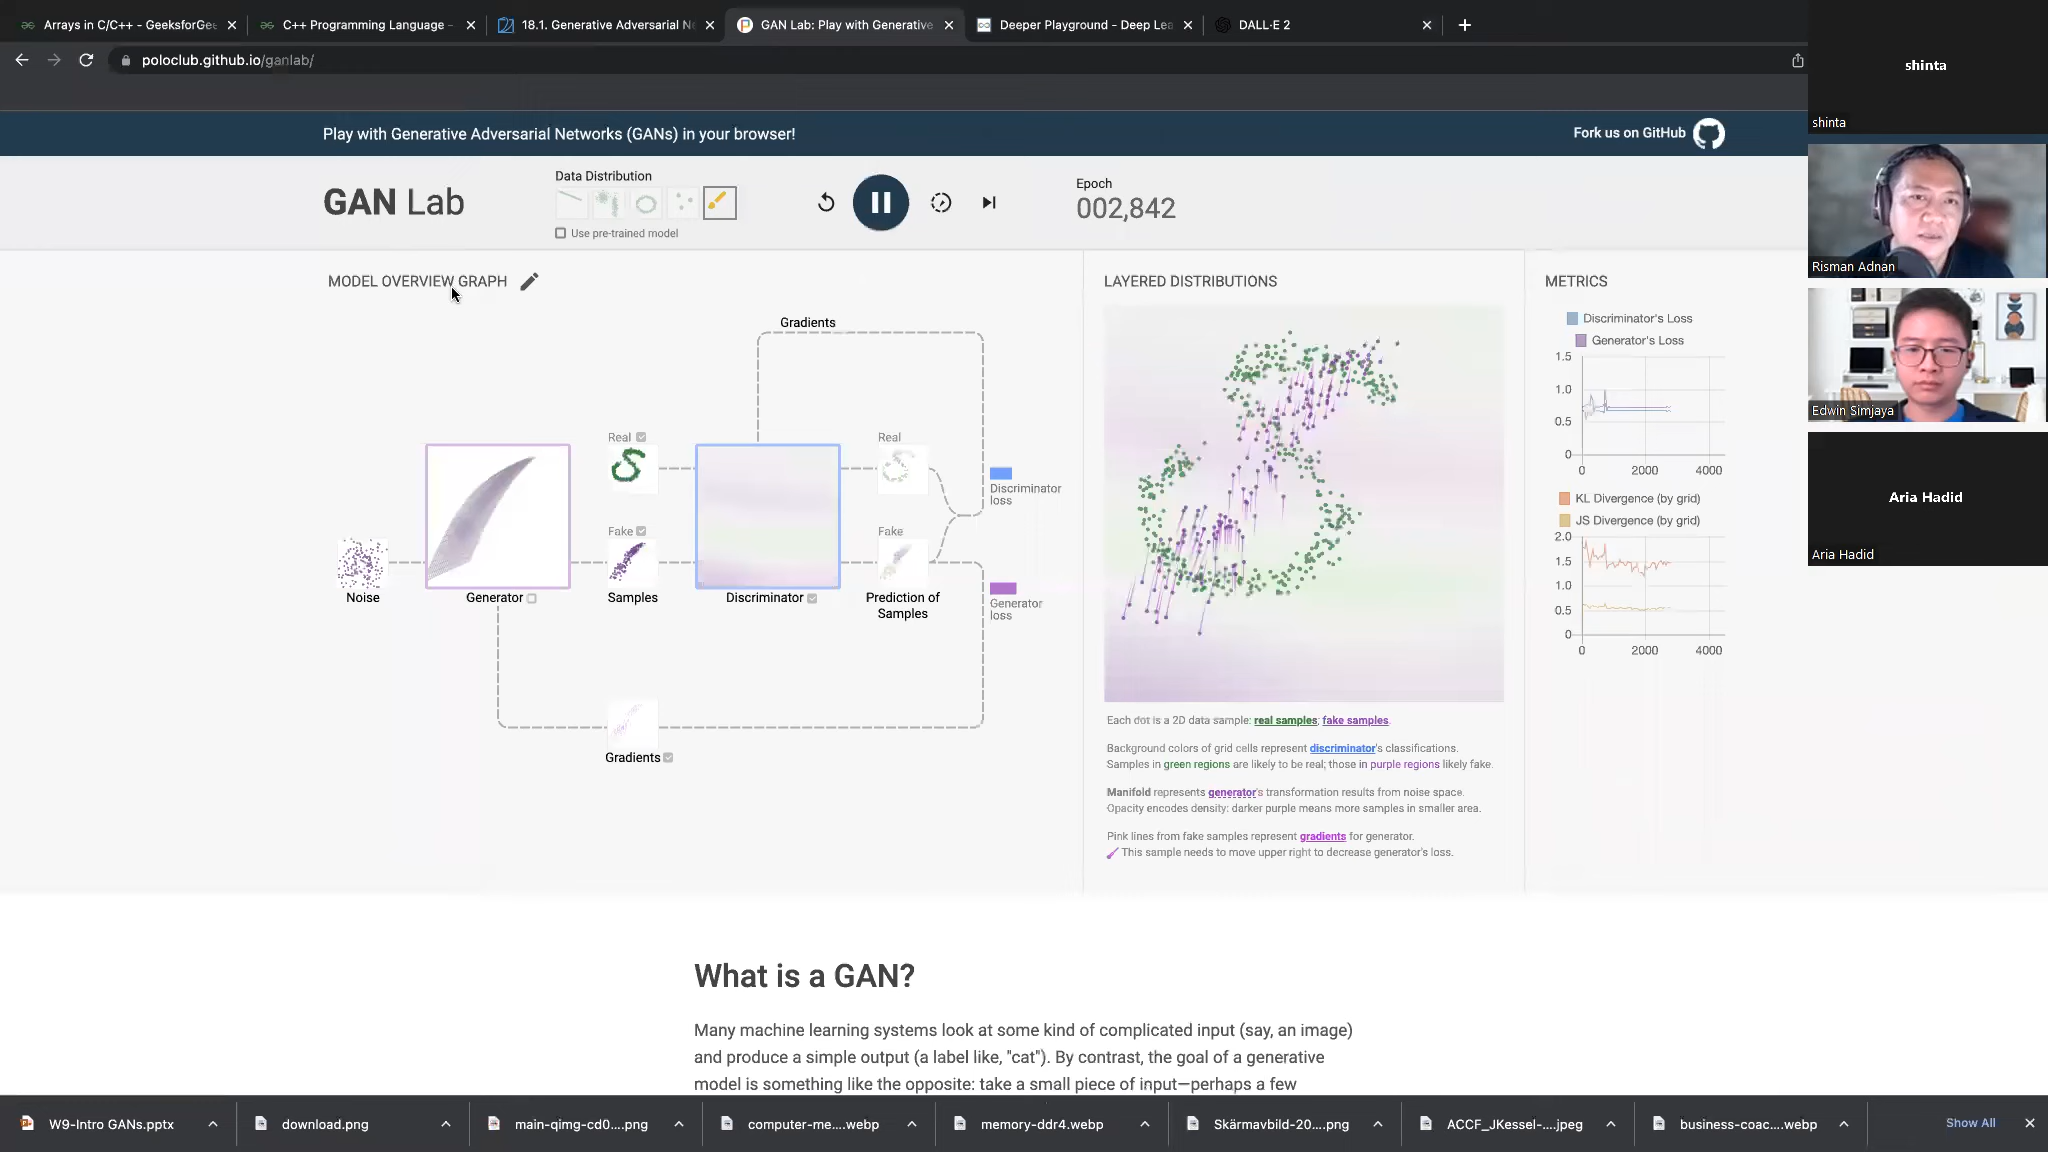 Arrays in C/C++ - GeeksforGe
C++ Programming Language -
18.1. Generative Adversarial N
GAN Lab: Play with Generative
Deeper Playground - Deep Lea
DALL·E 2
poloclub.github.io/ganlab/
Play with Generative Adversarial Networks (GANs) in your browser!
Fork us on GitHub
GAN Lab
Data Distribution
Use pre-trained model
Epoch
002,842
MODEL OVERVIEW GRAPH
Gradients
Real
Real
Discriminator
loss
Fake
Fake
Noise
Generator
Samples
Discriminator
Prediction of
Samples
Generator
loss
Gradients
LAYERED DISTRIBUTIONS
Each dot is a 2D data sample: real samples; fake samples.
Background colors of grid cells represent discriminator's classifications.
Samples in green regions are likely to be real; those in purple regions likely fake.
Manifold represents generator's transformation results from noise space.
Opacity encodes density: darker purple means more samples in smaller area.
Pink lines from fake samples represent gradients for generator.
This sample needs to move upper right to decrease generator's loss.
METRICS
Discriminator's Loss
Generator's Loss
1.5
1.0
0.5
0
0 2000 4000
KL Divergence (by grid)
JS Divergence (by grid)
2.0
1.5
1.0
0.5
0
0 2000 4000
shinta
shinta
Risman Adnan
Edwin Simjaya
Aria Hadid
Aria Hadid
What is a GAN?
Many machine learning systems look at some kind of complicated input (say, an image)
and produce a simple output (a label like, "cat"). By contrast, the goal of a generative
model is something like the opposite: take a small piece of input—perhaps a few
W9-Intro GANs.pptx
download.png
main-qimg-cd0....png
computer-me....webp
memory-ddr4.webp
Skärmavbild-20....png
ACCF_JKessel-....jpeg
business-coac....webp
Show All